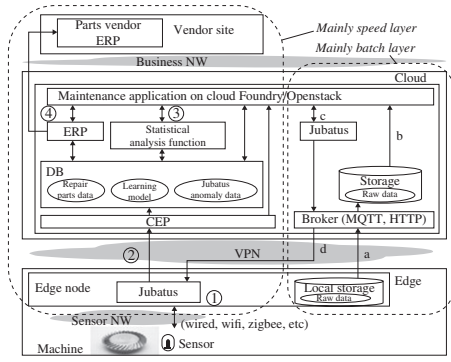 Parts vendor
ERP
Vendor site
Mainly speed layer
Mainly batch layer
Business NW
Cloud
Maintenance application on cloud Foundry/Openstack
④
③
c
ERP
Statistical
analysis function
Jubatus
b
DB
Repair
parts data
Learning
model
Jubatus
anomaly data
Storage
Raw data
CEP
Broker (MQTT, HTTP)
②
VPN
d
a
Edge node
Jubatus
①
Local storage
Raw data
Edge
Sensor NW
(wired, wifi, zigbee, etc)
Machine
Sensor